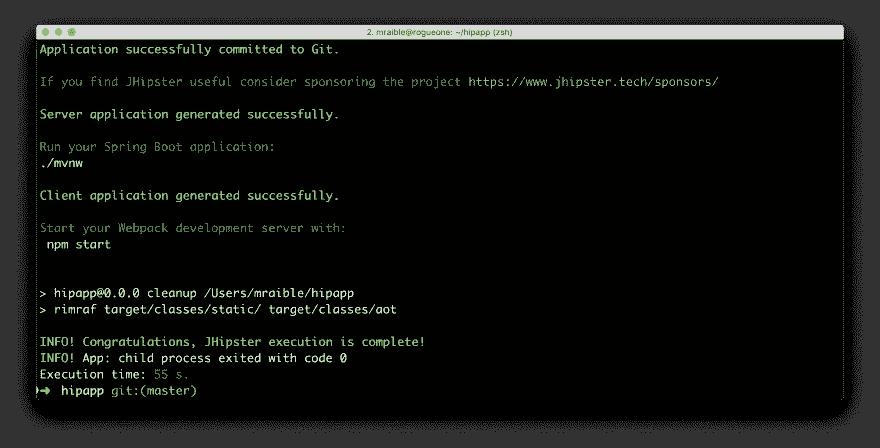 2. mraible@rogueone: ~/hipapp (zsh)
Application successfully committed to Git.
If you find JHipster useful consider sponsoring the project https://www.jhipster.tech/sponsors/
Server application generated successfully.
Run your Spring Boot application:
./mvnw
Client application generated successfully.
Start your Webpack development server with:
npm start
> hipapp@0.0.0 cleanup /Users/mraible/hipapp
> rimraf target/classes/static/ target/classes/aot
INFO! Congratulations, JHipster execution is complete!
INFO! App: child process exited with code 0
Execution time: 55 s.
➜ hipapp git:(master)